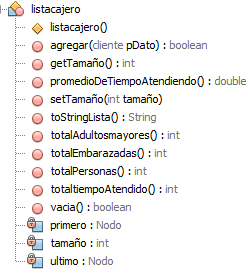 listacajero
listacajero()
agregar(cliente pDato) : boolean
getTamaño() : int
promedioDeTiempoAtendiendo() : double
setTamaño(int tamaño)
toStringLista() : String
totalAdultosmayores() : int
totalEmbarazadas() : int
totalPersonas() : int
totaltiempoAtendido() : int
vacia() : boolean
primero : Nodo
tamaño : int
ultimo : Nodo